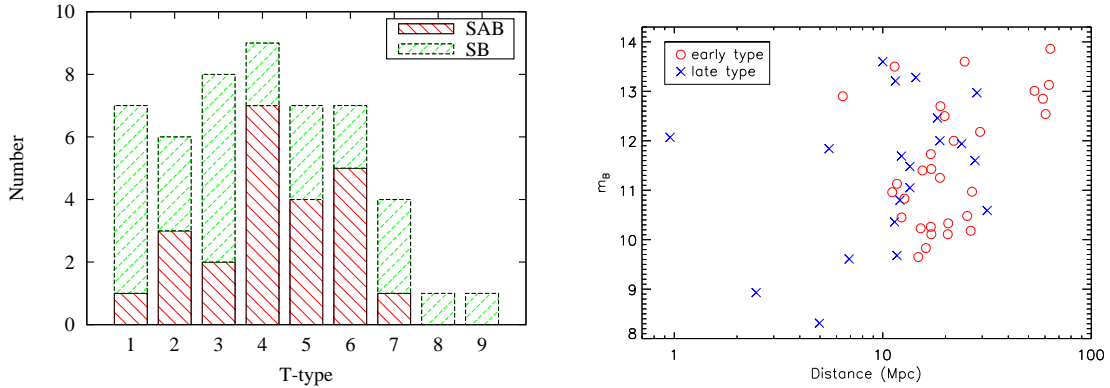 10
8
6
4
2
0
Number
1 2 3 4 5 6 7 8 9
T-type
SAB
SB
14
13
12
11
10
9
8
m_B
1 10 100
Distance (Mpc)
early type
late type